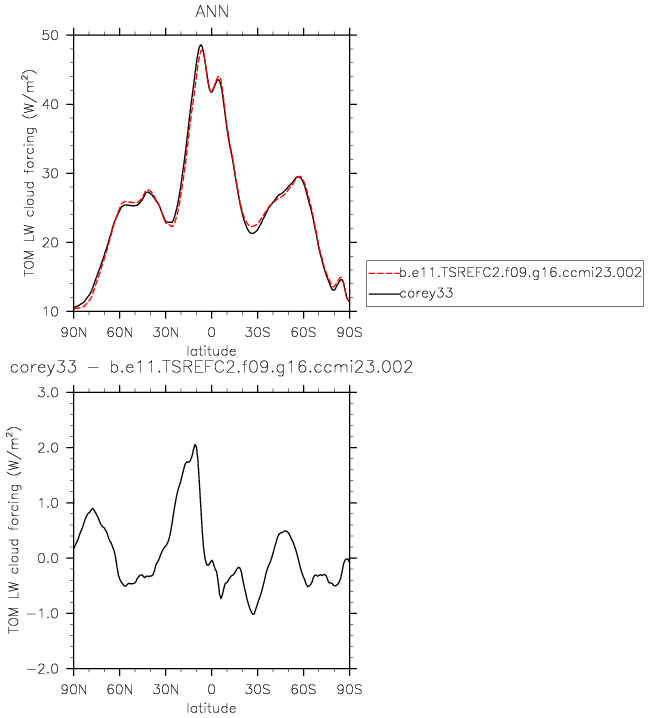 ANN
TOM LW cloud forcing (W/m²)
50
40
30
20
10
90N 60N 30N 0 30S 60S 90S
latitude
b.e11.TSREFC2.f09.g16.ccmi23.002
corey33
corey33 − b.e11.TSREFC2.f09.g16.ccmi23.002
TOM LW cloud forcing (W/m²)
3.0
2.0
1.0
0.0
−1.0
−2.0
90N 60N 30N 0 30S 60S 90S
latitude